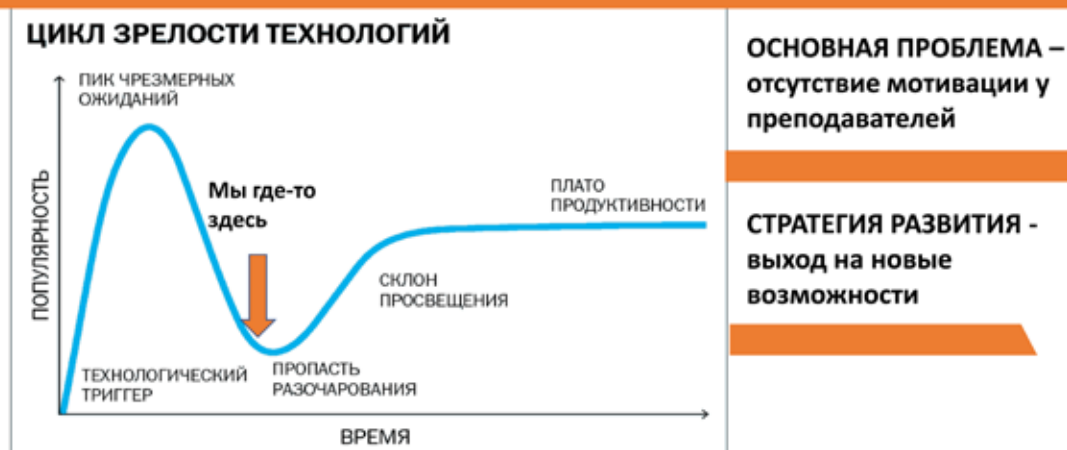 ЦИКЛ ЗРЕЛОСТИ ТЕХНОЛОГИЙ
ПИК ЧРЕЗМЕРНЫХ
ОЖИДАНИЙ
ПОПУЛЯРНОСТЬ
Мы где-то
здесь
ПЛАТО
ПРОДУКТИВНОСТИ
СКЛОН
ПРОСВЕЩЕНИЯ
ТЕХНОЛОГИЧЕСКИЙ
ТРИГГЕР
ПРОПАСТЬ
РАЗОЧАРОВАНИЯ
ВРЕМЯ
ОСНОВНАЯ ПРОБЛЕМА –
отсутствие мотивации у
преподавателей
СТРАТЕГИЯ РАЗВИТИЯ -
выход на новые
возможности